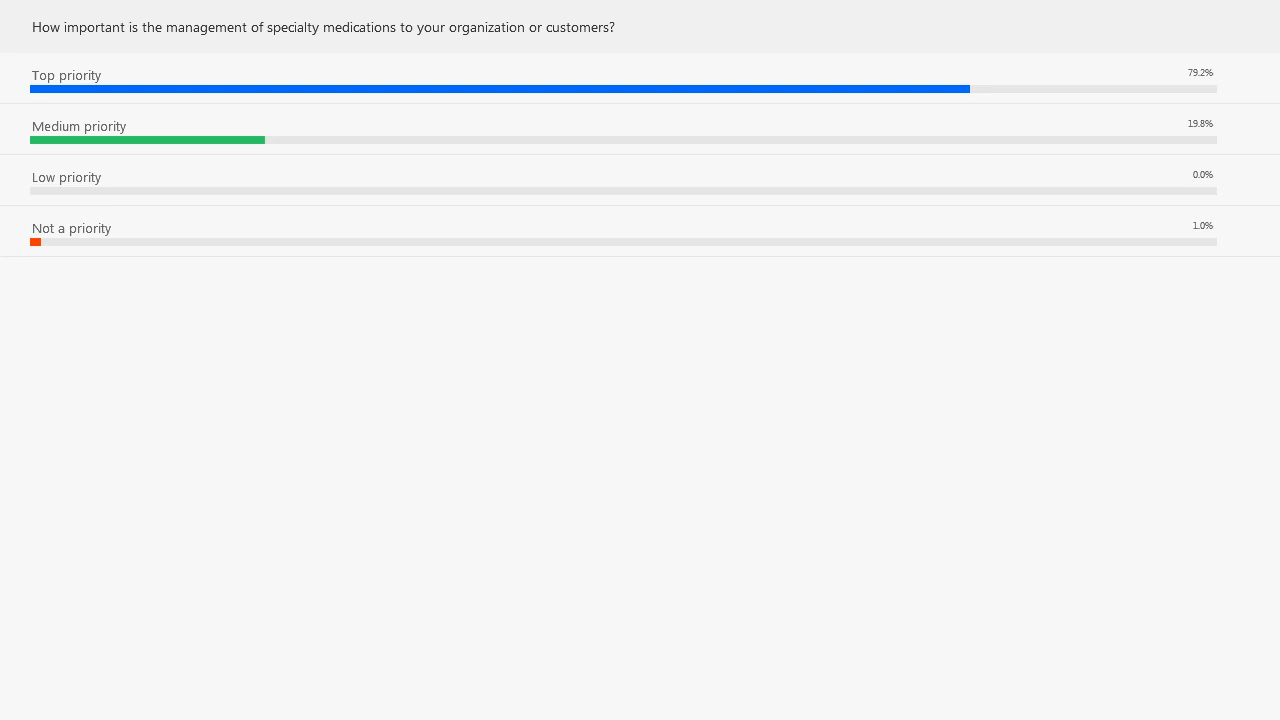 How important is the management of specialty medications to your organization or customers?
Top priority 79.2%
Medium priority 19.8%
Low priority 0.0%
Not a priority 1.0%